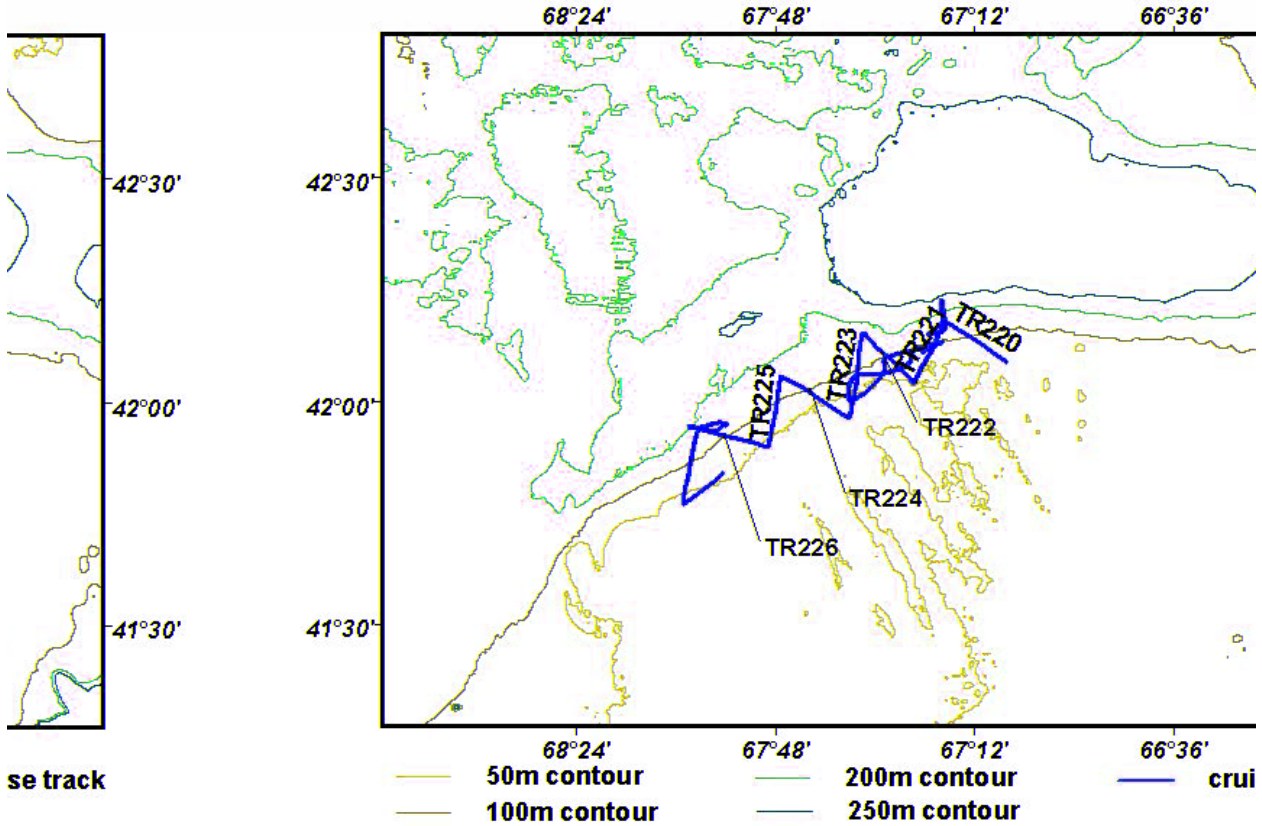 68°24' 67°48' 67°12' 66°36'
42°30' 42°30'
TR220
TR221
TR223
TR225
42°00' 42°00'
TR222
TR224
TR226
41°30' 41°30'
68°24' 67°48' 67°12' 66°36'
se track 50m contour 200m contour crui
100m contour 250m contour